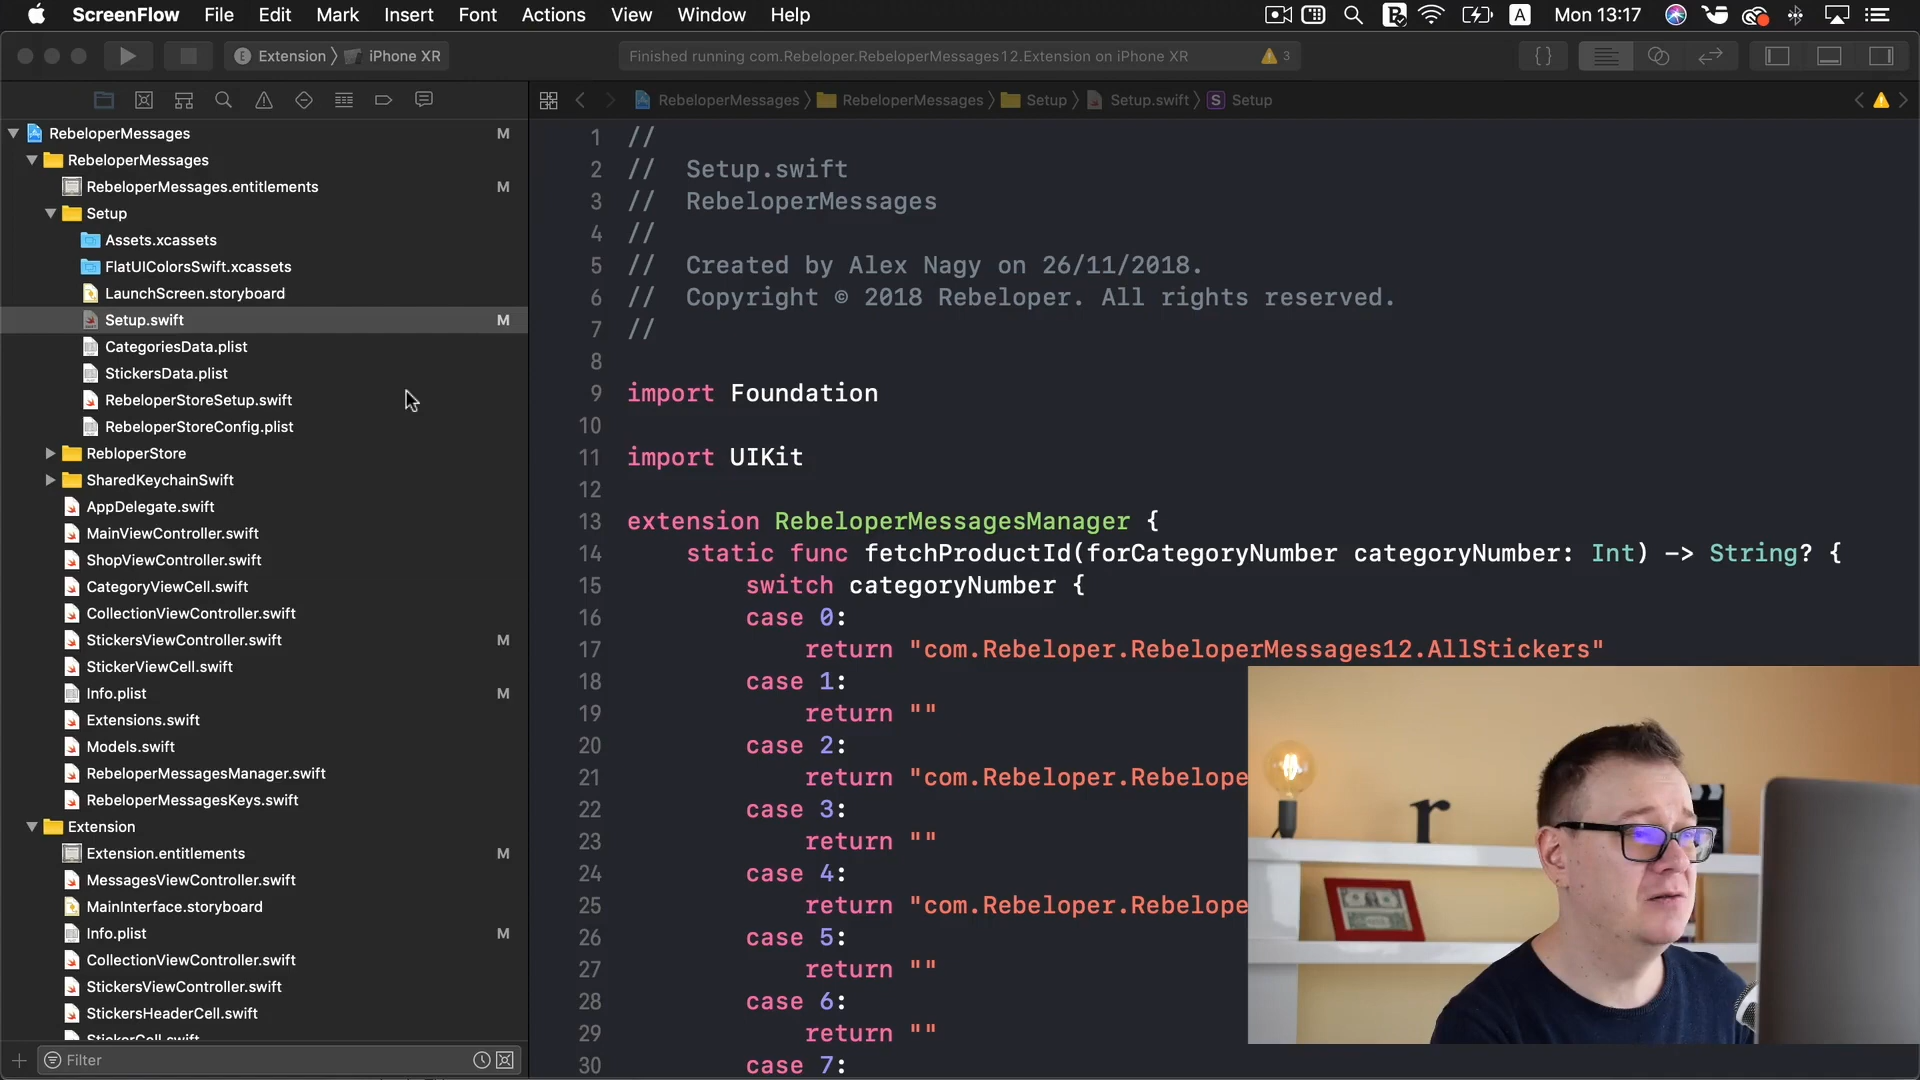 ScreenFlow File Edit Mark Insert Font Actions View Window Help
A Mon 13:17
Extension iPhone XR
Finished running com.Rebeloper.RebeloperMessages12.Extension on iPhone XR 3
RebeloperMessages RebeloperMessages Setup Setup.swift S Setup
RebeloperMessages M
RebeloperMessages
RebeloperMessages.entitlements M
Setup
Assets.xcassets
FlatUIColorsSwift.xcassets
LaunchScreen.storyboard
Setup.swift M
CategoriesData.plist
StickersData.plist
RebeloperStoreSetup.swift
RebeloperStoreConfig.plist
RebloperStore
SharedKeychainSwift
AppDelegate.swift
MainViewController.swift
ShopViewController.swift
CategoryViewCell.swift
CollectionViewController.swift
StickersViewController.swift M
StickerViewCell.swift
Info.plist M
Extensions.swift
Models.swift
RebeloperMessagesManager.swift
RebeloperMessagesKeys.swift
Extension
Extension.entitlements M
MessagesViewController.swift
MainInterface.storyboard
Info.plist M
CollectionViewController.swift
StickersViewController.swift
StickersHeaderCell.swift
StickerCell.swift
Filter
1 //
2 // Setup.swift
3 // RebeloperMessages
4 //
5 // Created by Alex Nagy on 26/11/2018.
6 // Copyright © 2018 Rebeloper. All rights reserved.
7 //
8
9 import Foundation
10
11 import UIKit
12
13 extension RebeloperMessagesManager {
14 static func fetchProductId(forCategoryNumber categoryNumber: Int) -> String? {
15 switch categoryNumber {
16 case 0:
17 return "com.Rebeloper.RebeloperMessages12.AllStickers"
18 case 1:
19 return ""
20 case 2:
21 return "com.Rebeloper.Rebelope
22 case 3:
23 return ""
24 case 4:
25 return "com.Rebeloper.Rebelope
26 case 5:
27 return ""
28 case 6:
29 return ""
30 case 7:
r